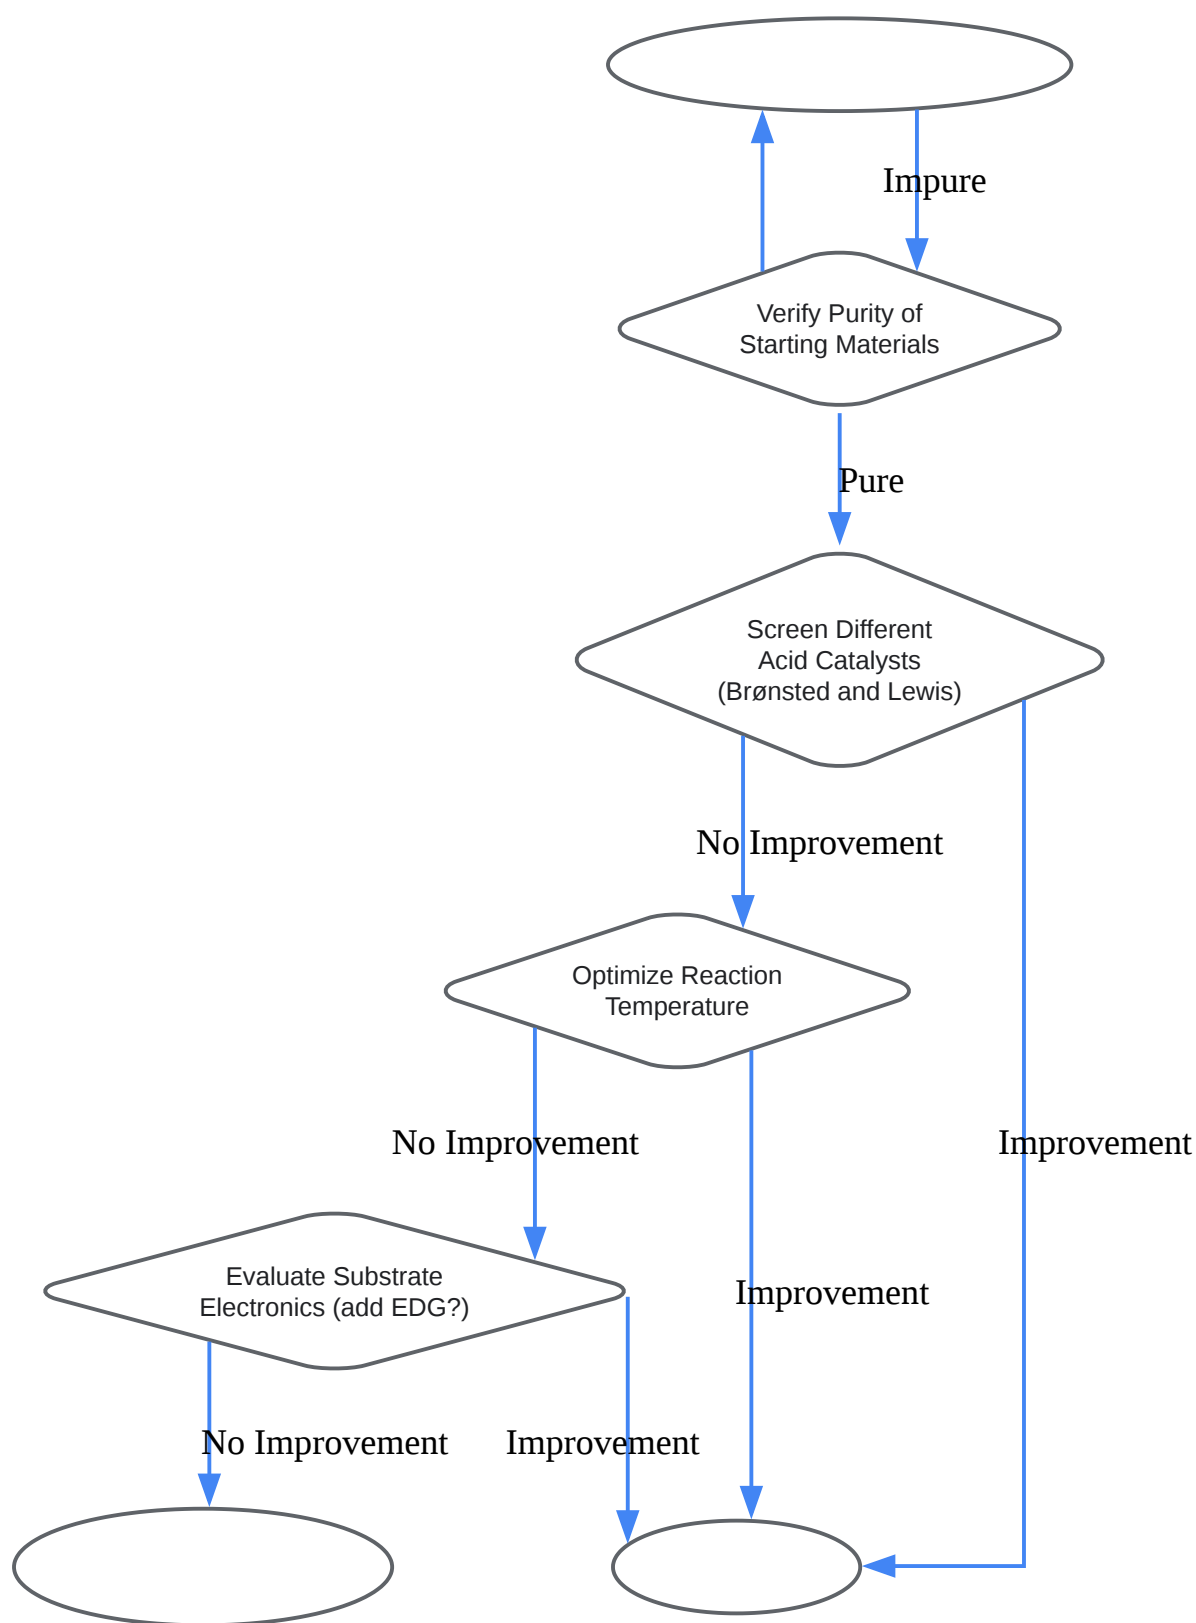 Impure
Verify Purity of
Starting Materials
Pure
Screen Different
Acid Catalysts
(Brønsted and Lewis)
No Improvement
Optimize Reaction
Temperature
No Improvement
Improvement
Evaluate Substrate
Electronics (add EDG?)
Improvement
No Improvement
Improvement